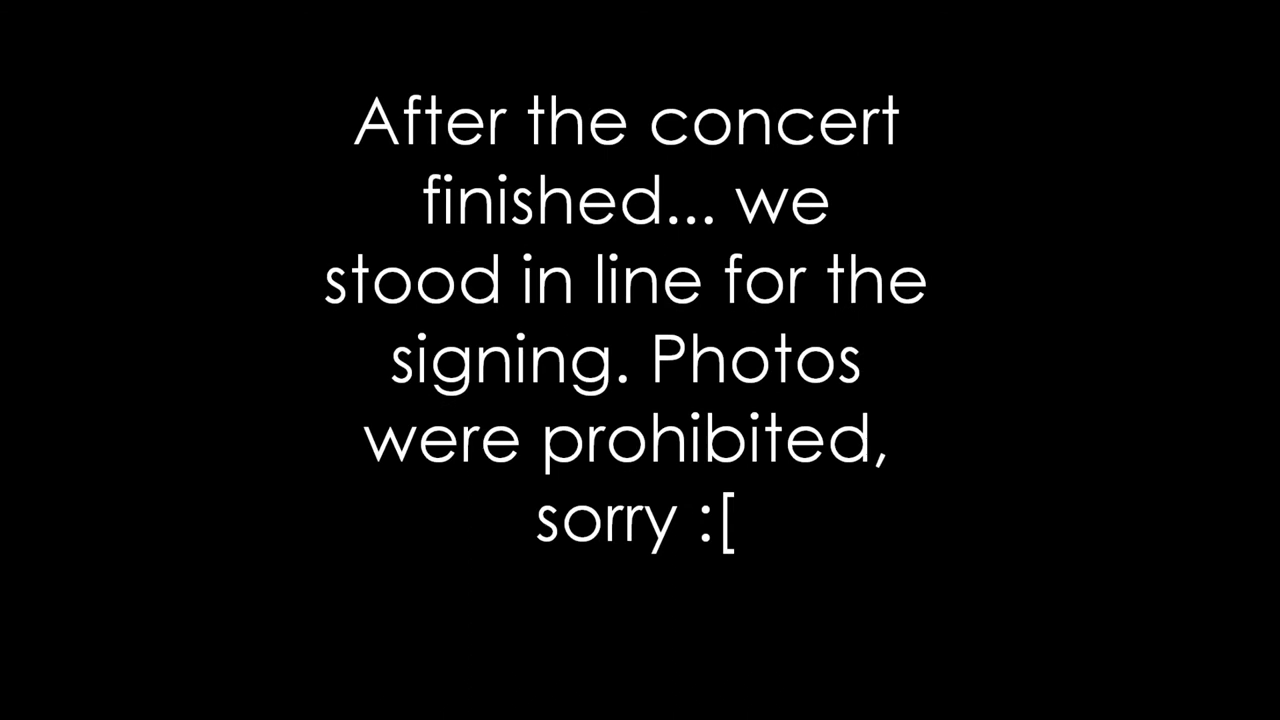 After the concert
finished... we
stood in line for the
signing. Photos
were prohibited,
sorry :[